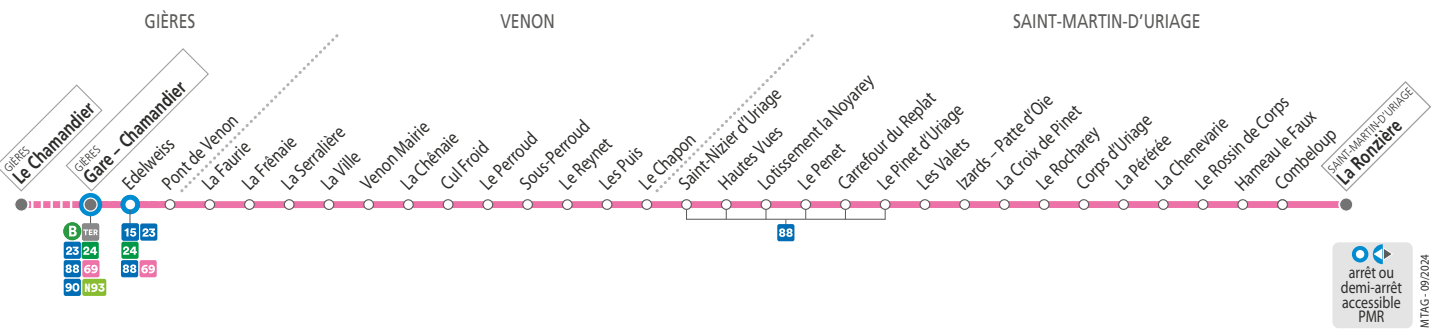 GIÈRES
VENON
SAINT-MARTIN-D'URIAGE
GIÈRES
Le Chamandier
GIÈRES
Gare – Chamandier
Edelweiss
Pont de Venon
La Faurie
La Frênaie
La Serralière
La Ville
Venon Mairie
La Chênaie
Cul Froid
Le Perroud
Sous-Perroud
Le Reynet
Les Puis
Le Chapon
Saint-Nizier d'Uriage
Hautes Vues
Lotissement la Noyarey
Le Penet
Carrefour du Replat
Le Pinet d'Uriage
Les Valets
Izards – Patte d'Oie
La Croix de Pinet
Le Rocharey
Corps d'Uriage
La Pérérée
La Chenevarie
Le Rossin de Corps
Hameau le Faux
Combeloup
SAINT-MARTIN-D'URIAGE
La Ronzière
B TER
23 24
88 69
90 N93
15 23
24
88 69
88
arrêt ou
demi-arrêt
accessible
PMR
MTAG - 09/2024